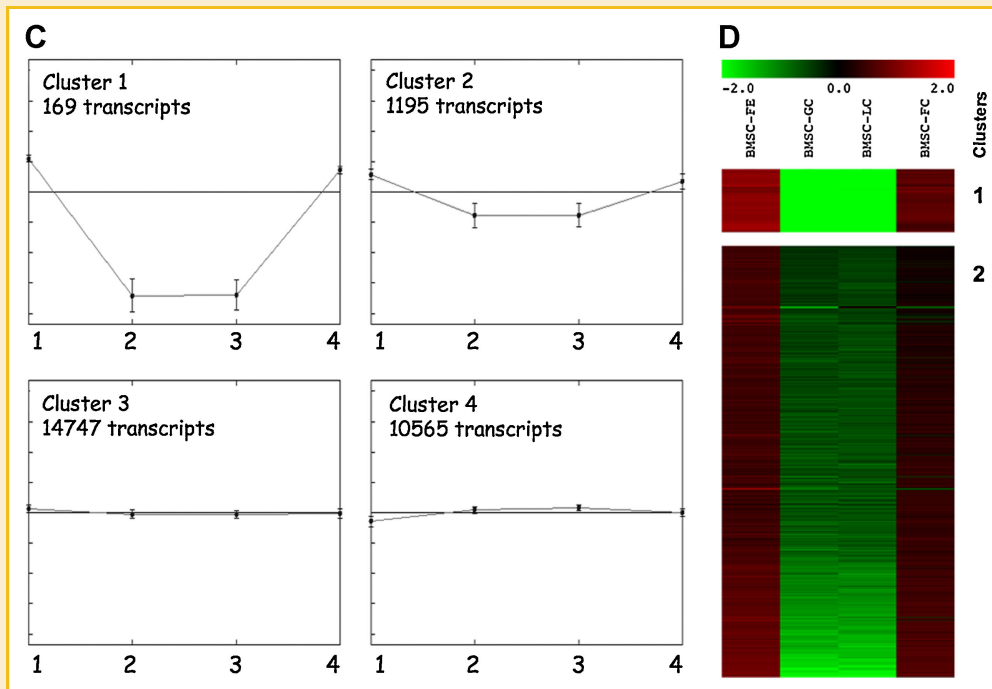 C
Cluster 1
169 transcripts
1 2 3 4
Cluster 2
1195 transcripts
1 2 3 4
Cluster 3
14747 transcripts
1 2 3 4
Cluster 4
10565 transcripts
1 2 3 4
D
-2.0 0.0 2.0
BMSC-FE
BMSC-GC
BMSC-LC
BMSC-FC
Clusters
1
2